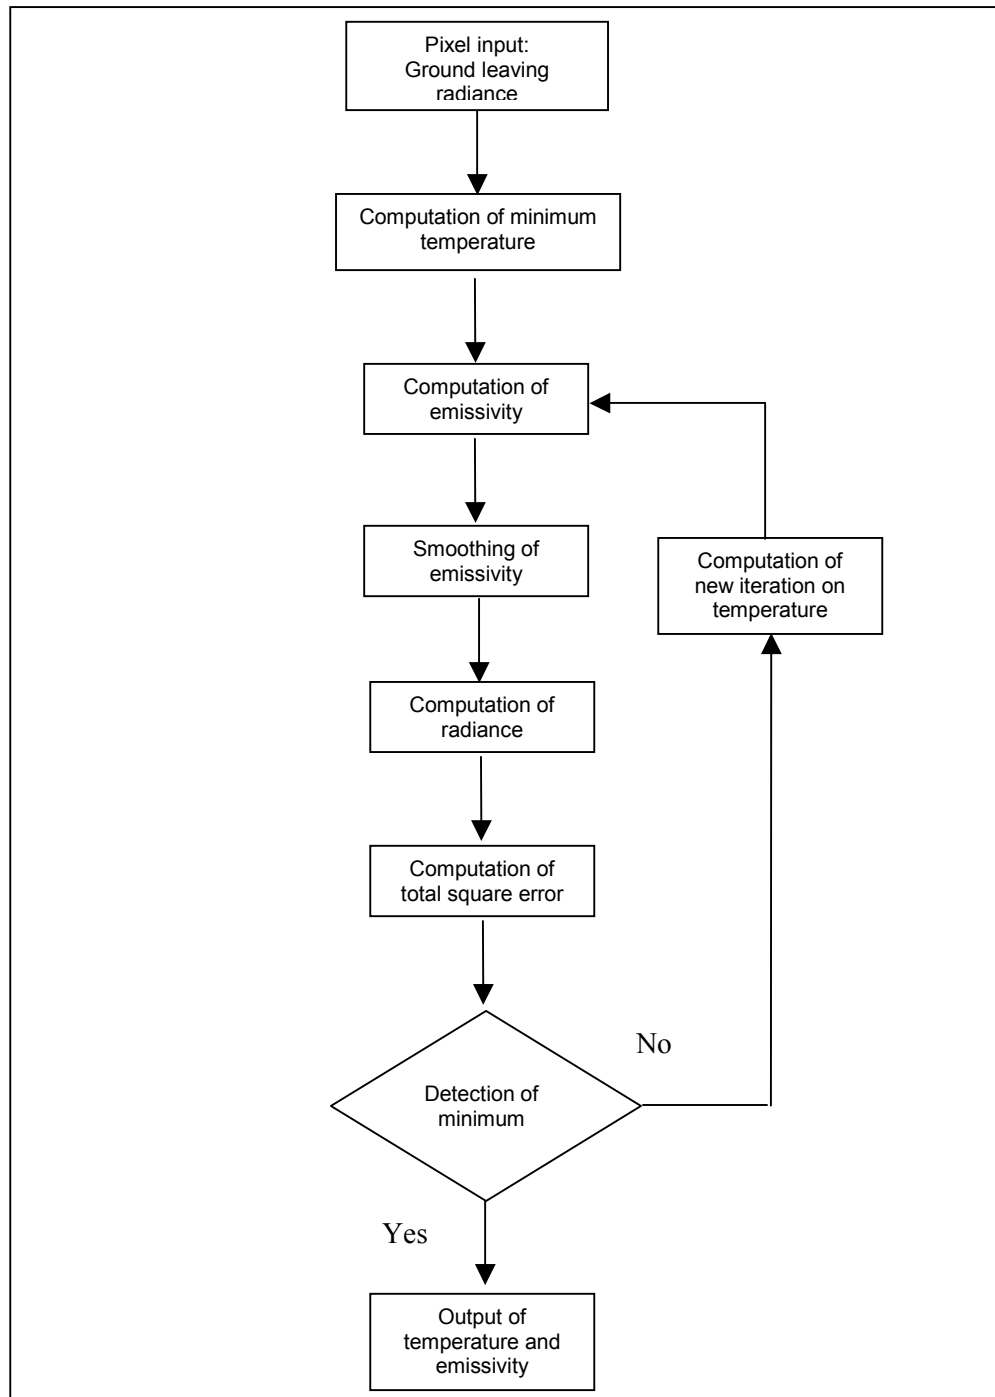 Pixel input:
Ground leaving
radiance
Computation of minimum
temperature
Computation of
emissivity
Smoothing of
emissivity
Computation of
new iteration on
temperature
Computation of
radiance
Computation of
total square error
No
Detection of
minimum
Yes
Output of
temperature and
emissivity